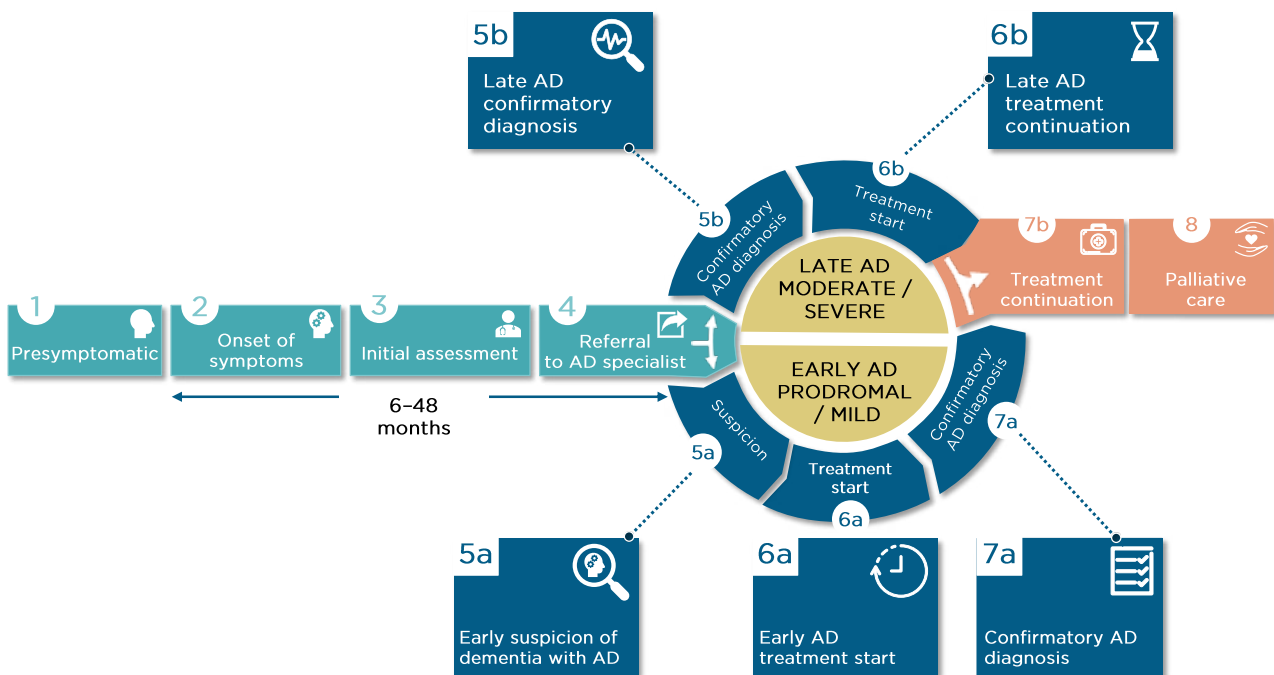 5b
Late AD
confirmatory
diagnosis
6b
Late AD
treatment
continuation
6b
Treatment
start
5b
Confirmatory
AD diagnosis
7b
Treatment
continuation
8
Palliative
care
LATE AD
MODERATE /
SEVERE
1
Presymptomatic
2
Onset of
symptoms
3
Initial assessment
4
Referral
to AD specialist
EARLY AD
PRODROMAL
/ MILD
6–48
months
Suspicion
5a
Treatment
start
6a
Confirmatory
AD diagnosis
7a
5a
Early suspicion of
dementia with AD
6a
Early AD
treatment start
7a
Confirmatory AD
diagnosis